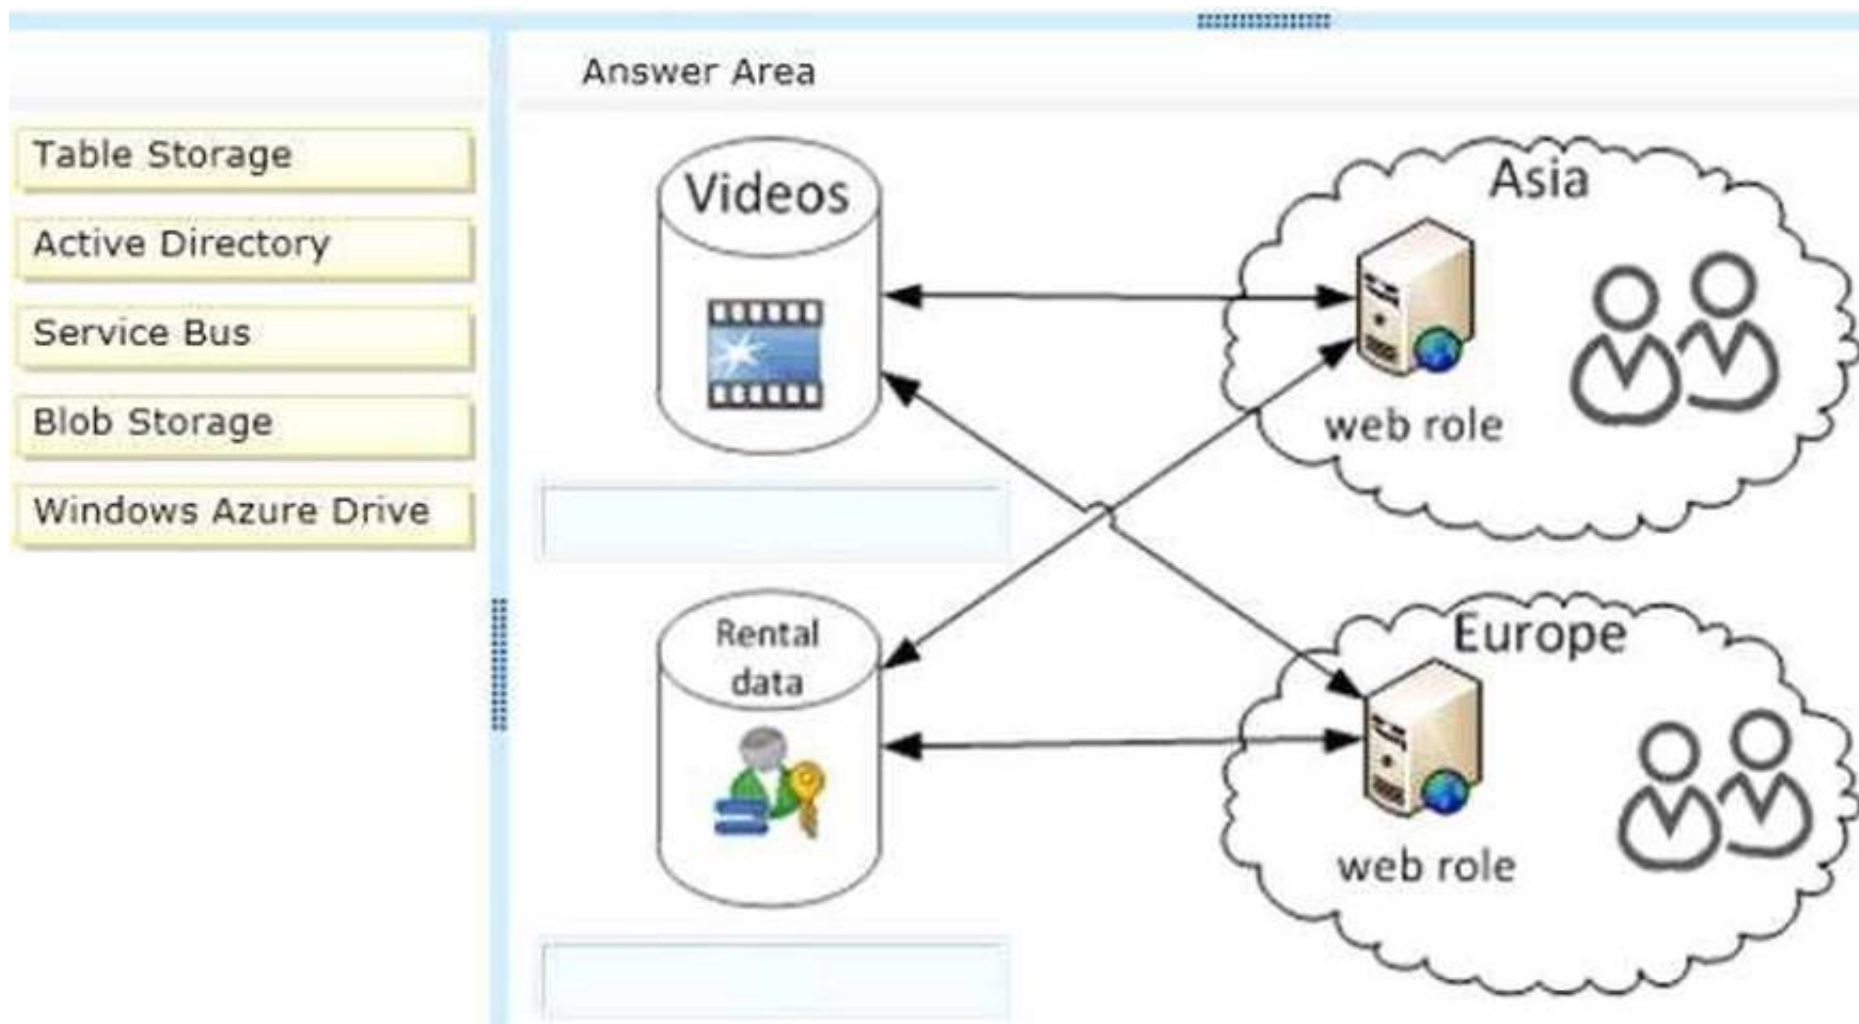 Answer Area
Table Storage
Active Directory
Service Bus
Blob Storage
Windows Azure Drive
Videos
Asia
web role
Rental
data
Europe
web role